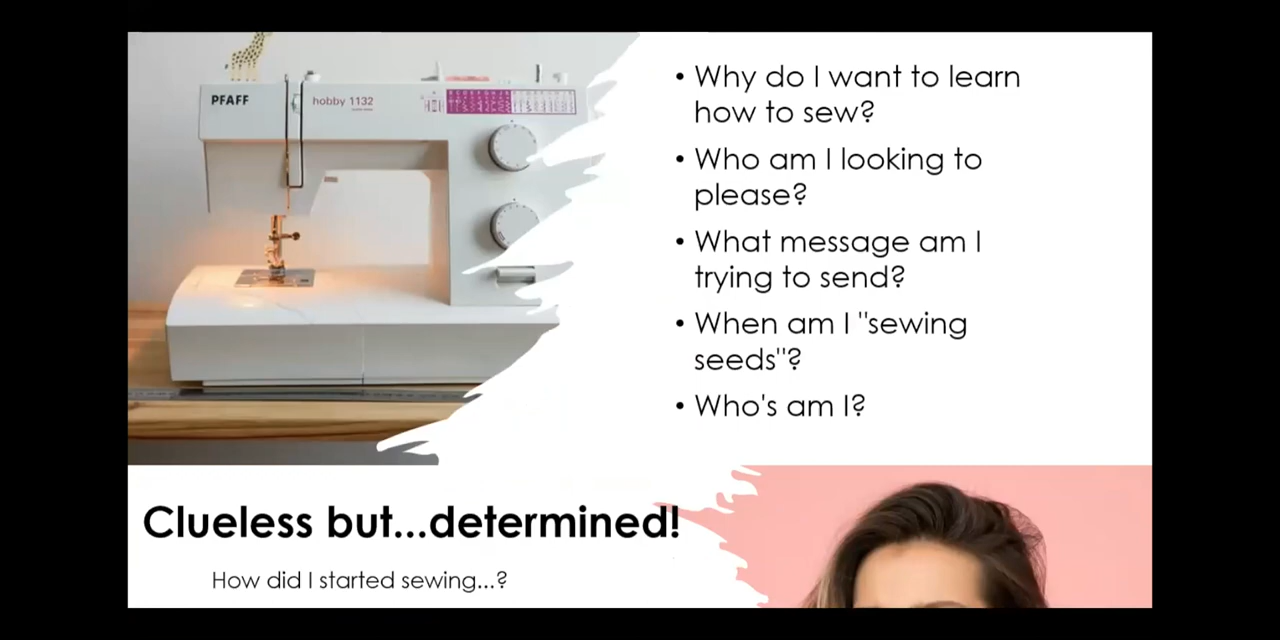 PFAFF
hobby 1132
• Why do I want to learn
how to sew?
• Who am I looking to
please?
• What message am I
trying to send?
• When am I "sewing
seeds"?
• Who's am I?
Clueless but...determined!
How did I started sewing...?